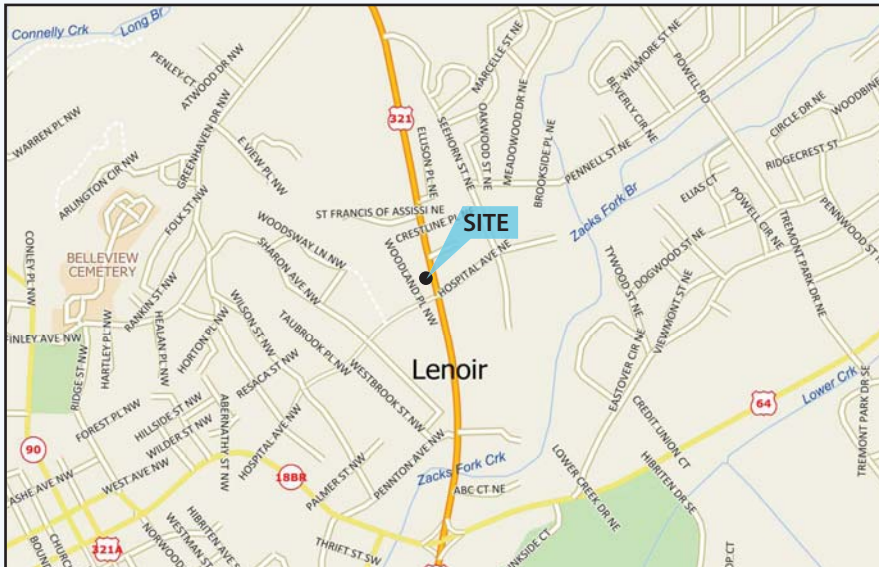 Connelly Crk
Long Br
PENLEY CT
ATWOOD DR NW
WARREN PL NW
GREENHAVEN DR NW
E VIEW PL NW
ARLINGTON CIR NW
FOLK ST NW
BELLEVIEW
CEMETERY
CONLEY PL NW
WOODSWAY LN NW
SHARON AVE NW
RANKIN ST NW
FINLEY AVE NW
HARTLEY PL NW
HEALAN PL NW
HORTON PL NW
WILSON ST NW
TAUBROOK PL NW
RIDGE ST NW
RESACA ST NW
WESTBROOK ST NW
FOREST PL NW
HILLSIDE ST NW
WILDER ST NW
ABERNATHY ST NW
HOSPITAL AVE NW
90
ASHE AVE NW
WEST AVE NW
18BR
PALMER ST NW
PENNTON AVE NW
321A
CHURC
BOUN
NORWOOD
WESTMAN ST
HIBRITEN AVE S
THRIFT ST SW
321
ELLISON PL NE
SEEHORN ST NE
MARCELLE ST NE
OAKWOOD ST NE
MEADOWOOD DR NE
BROOKSIDE PL NE
ST FRANCIS OF ASSISSI NE
CRESTLINE PL
SITE
WOODLAND PL NW
HOSPITAL AVE NE
Lenoir
Zacks Fork Crk
ABC CT NE
WILMORE ST NE
POWELL RD
BEVERLY CIR NE
PENNELL ST NE
CIRCLE DR NE
WOODBINE
RIDGECREST ST
ELIAS CT
POWELL CIR NE
PENNWOOD ST
Zacks Fork Br
DOGWOOD ST NE
TYWOOD ST NE
VIEWMONT ST NE
TREMONT PARK DR NE
EASTOVER CIR NE
64
Lower Crk
CREDIT UNION CT
HIBRITEN DR SE
TREMONT PARK DR SE
LOWER CREEK DR NE
NKSIDE CT
OP CT